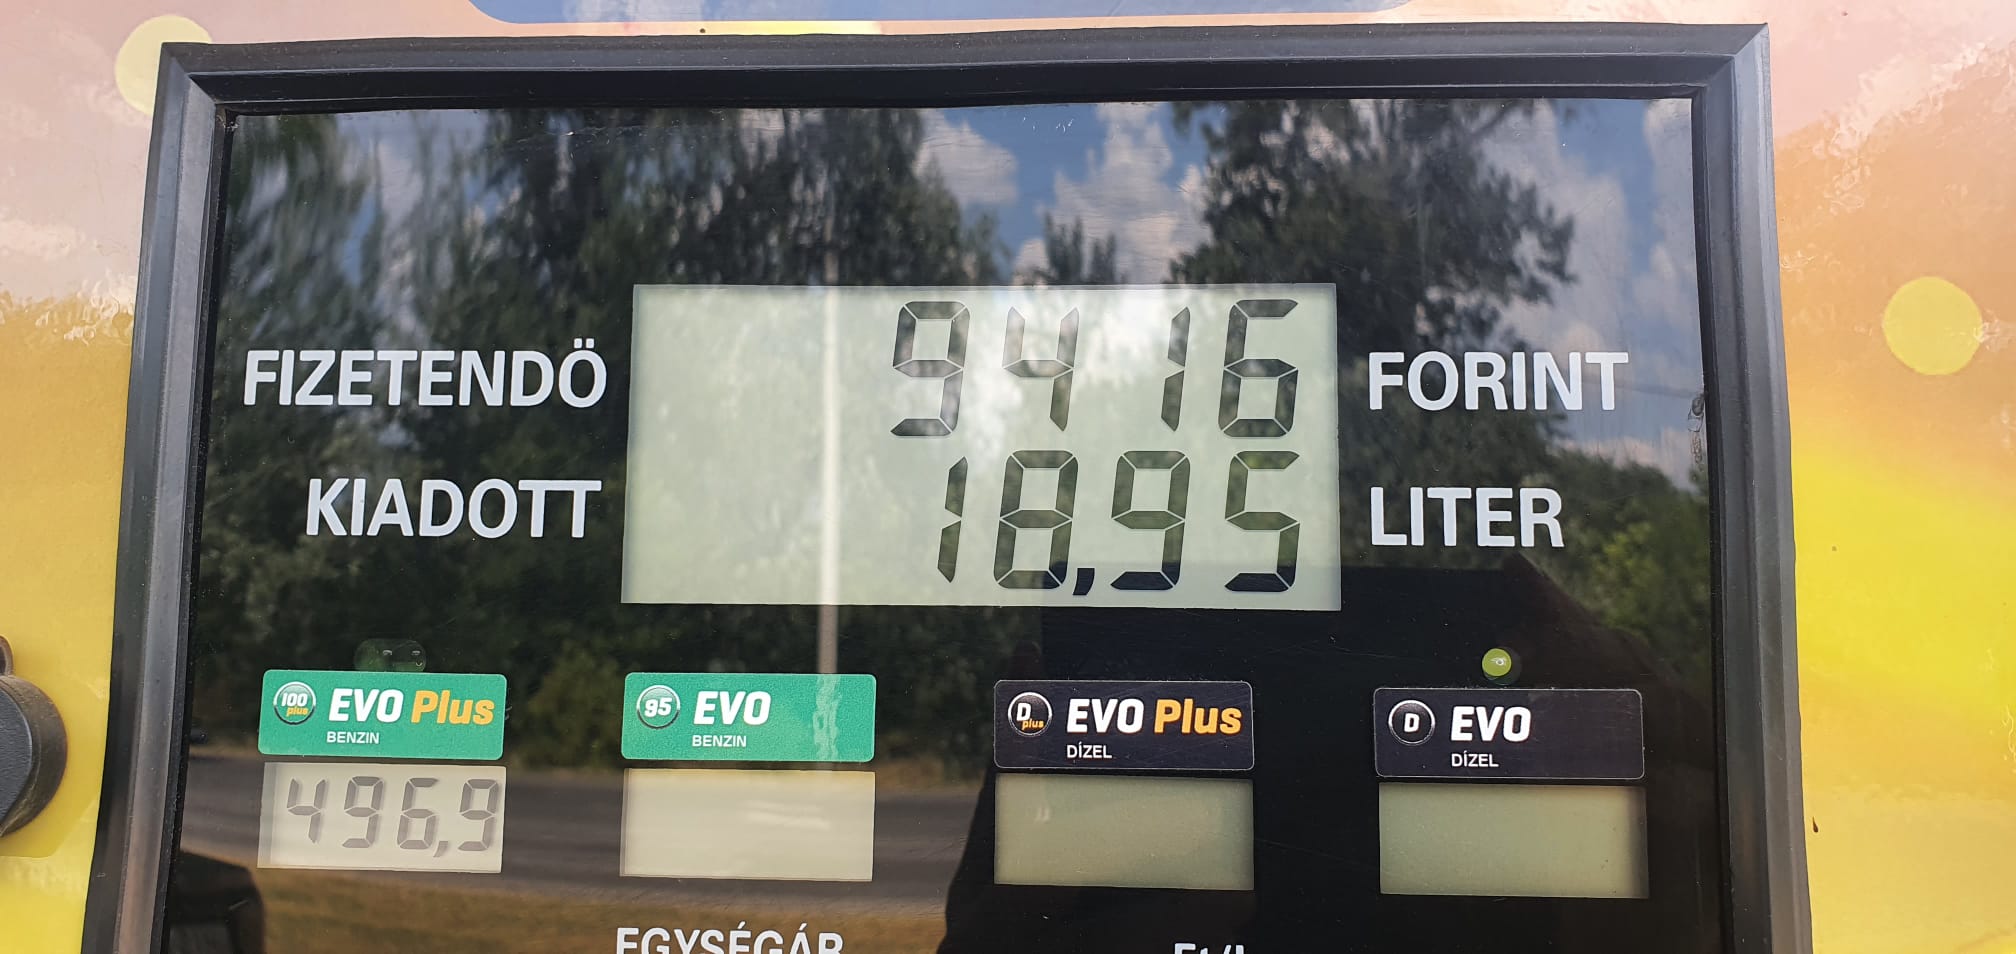 FIZETENDŐ 9416 FORINT
KIADOTT 18,95 LITER
100 plus EVO Plus
BENZIN
95 EVO
BENZIN
D plus EVO Plus
DÍZEL
D EVO
DÍZEL
496,9
EGYSÉGÁR